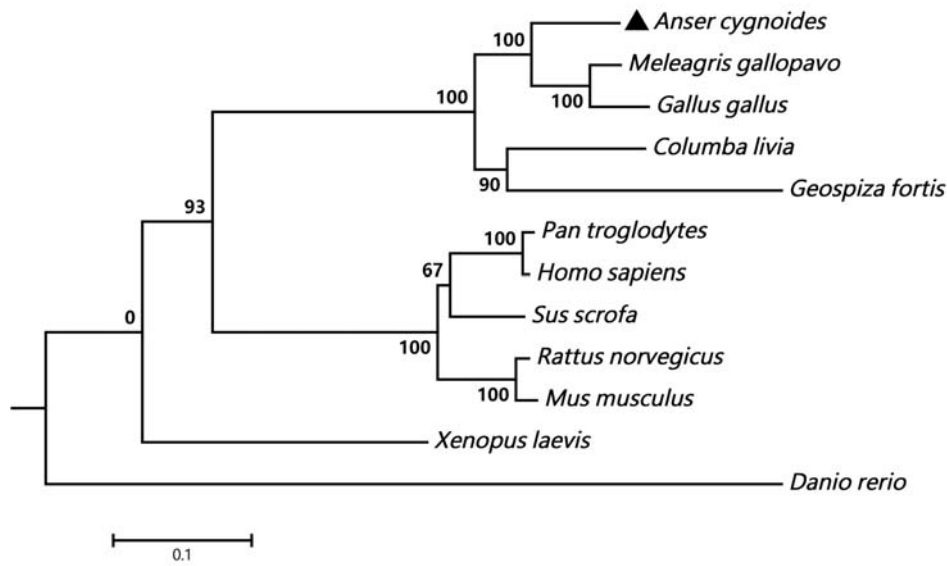 Anser cygnoides
100
Meleagris gallopavo
100
100
Gallus gallus
Columba livia
90
Geospiza fortis
93
Pan troglodytes
100
67
Homo sapiens
0
Sus scrofa
100
Rattus norvegicus
100
Mus musculus
Xenopus laevis
Danio rerio
0.1